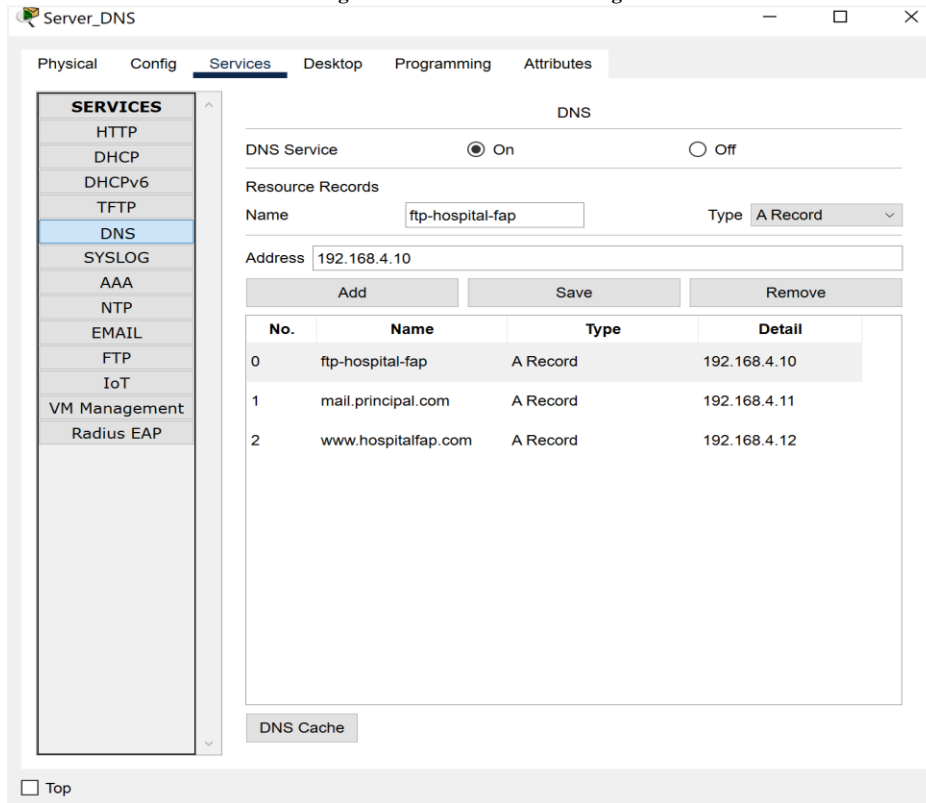 Server_DNS
Physical Config Services Desktop Programming Attributes
SERVICES
HTTP
DHCP
DHCPv6
TFTP
DNS
SYSLOG
AAA
NTP
EMAIL
FTP
IoT
VM Management
Radius EAP
DNS
DNS Service On Off
Resource Records
Name ftp-hospital-fap Type A Record
Address 192.168.4.10
Add Save Remove
No. Name Type Detail
0 ftp-hospital-fap A Record 192.168.4.10
1 mail.principal.com A Record 192.168.4.11
2 www.hospitalfap.com A Record 192.168.4.12
DNS Cache
Top